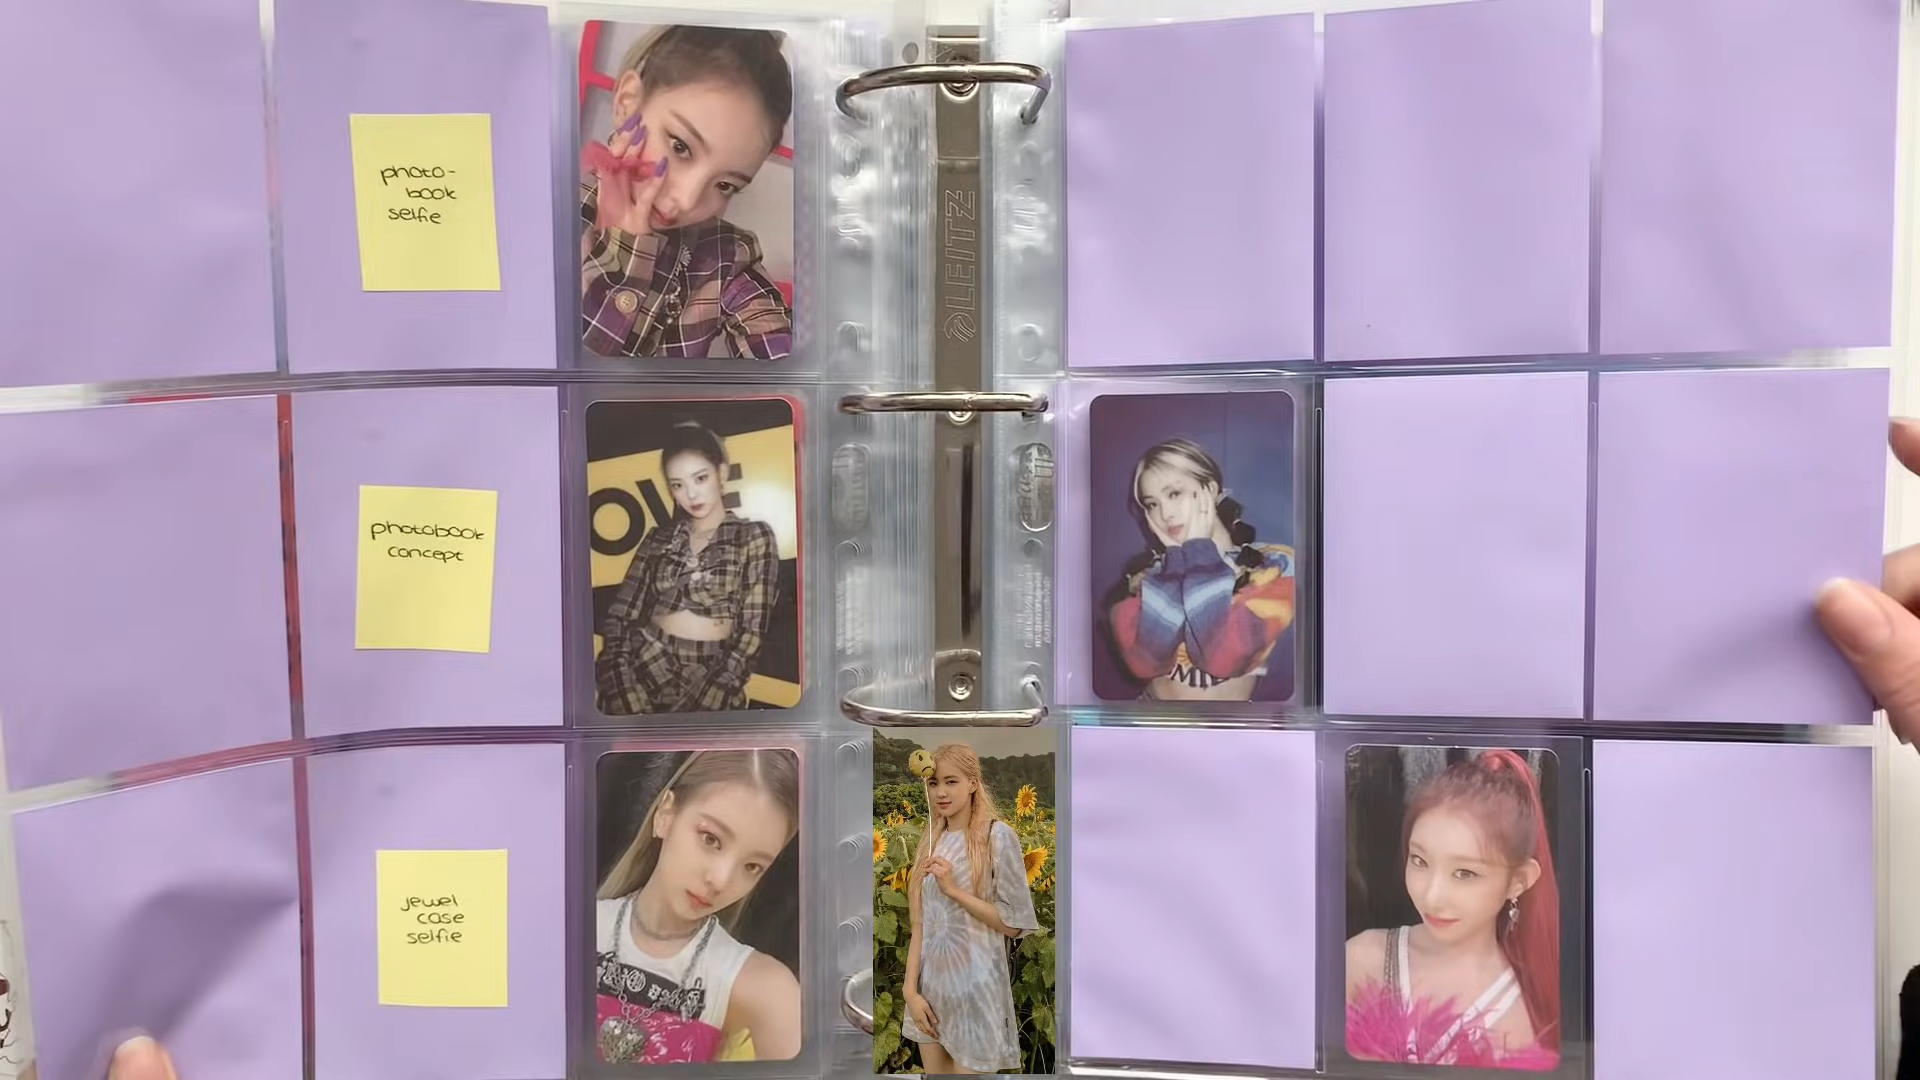 photo-
book
selfie
LEITZ
photobook
concept
jewel
case
selfie